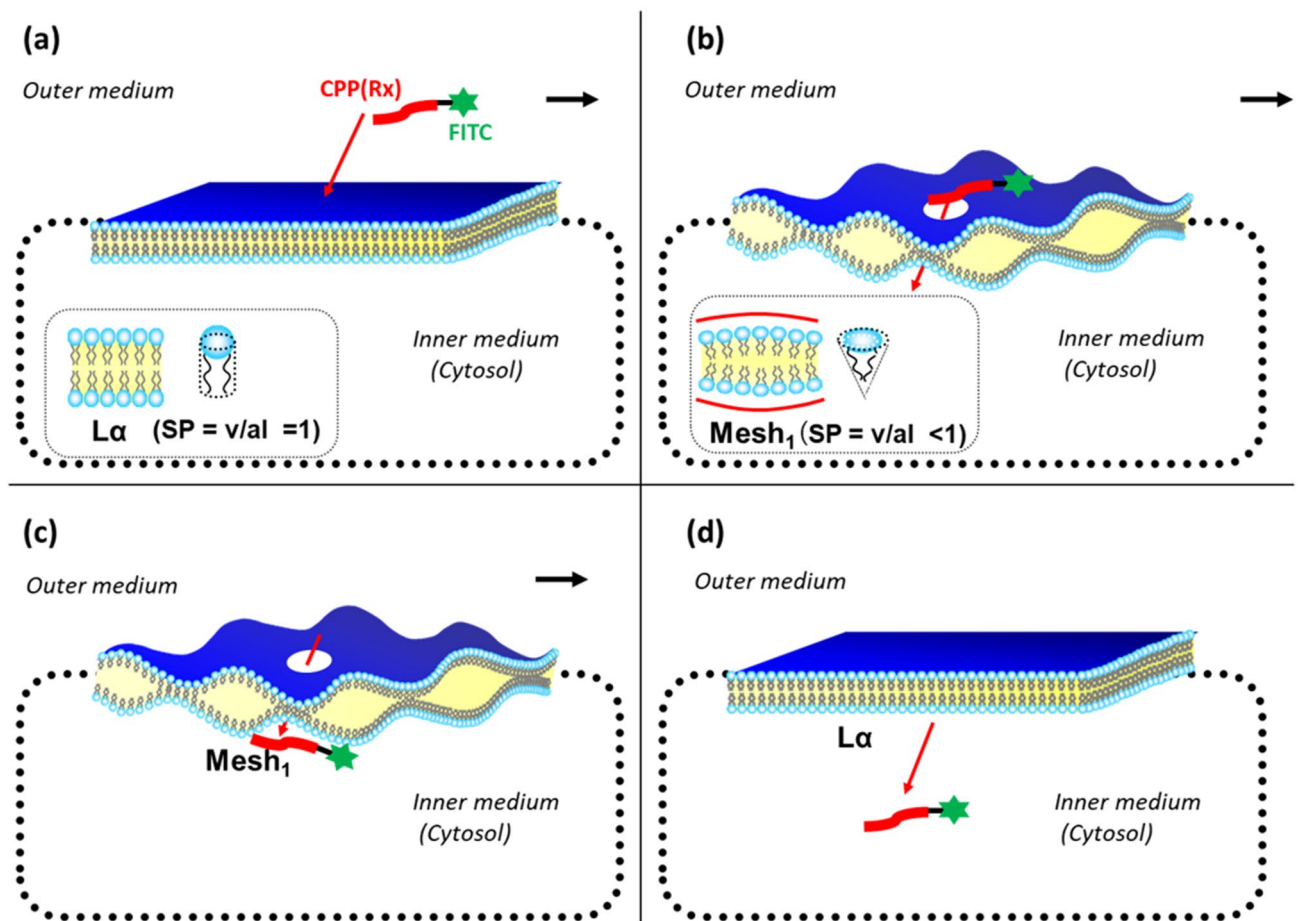 (a)
Outer medium
CPP(Rx)
FITC
Inner medium
(Cytosol)
Lα (SP = v/al =1)
(b)
Outer medium
Inner medium
(Cytosol)
Mesh₁ (SP = v/al <1)
(c)
Outer medium
Mesh₁
Inner medium
(Cytosol)
(d)
Outer medium
Lα
Inner medium
(Cytosol)